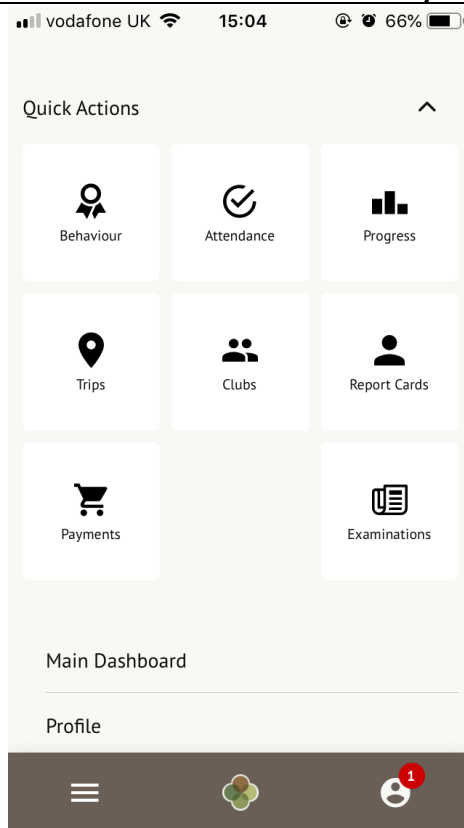 vodafone UK 15:04 66%
Quick Actions
Behaviour Attendance Progress
Trips Clubs Report Cards
Payments Examinations
Main Dashboard
Profile
1